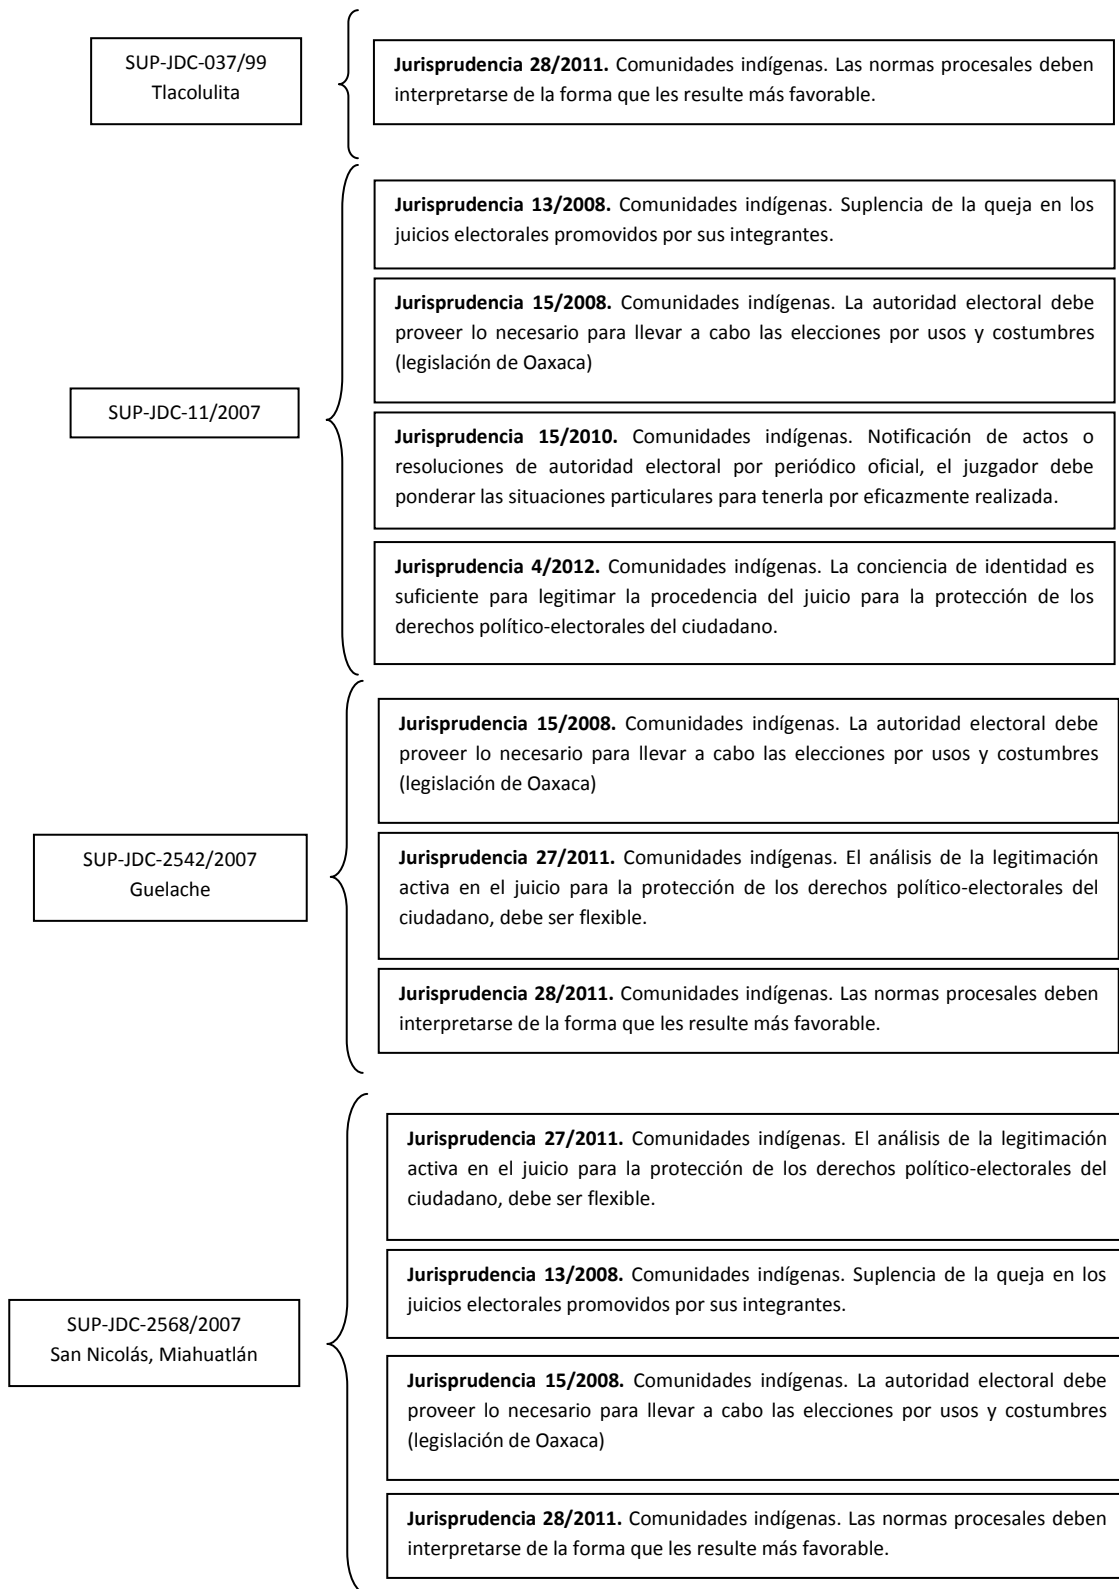 SUP-JDC-037/99
Tlacolulita
Jurisprudencia 28/2011. Comunidades indígenas. Las normas procesales deben
interpretarse de la forma que les resulte más favorable.
SUP-JDC-11/2007
Jurisprudencia 13/2008. Comunidades indígenas. Suplencia de la queja en los
juicios electorales promovidos por sus integrantes.
Jurisprudencia 15/2008. Comunidades indígenas. La autoridad electoral debe
proveer lo necesario para llevar a cabo las elecciones por usos y costumbres
(legislación de Oaxaca)
Jurisprudencia 15/2010. Comunidades indígenas. Notificación de actos o
resoluciones de autoridad electoral por periódico oficial, el juzgador debe
ponderar las situaciones particulares para tenerla por eficazmente realizada.
Jurisprudencia 4/2012. Comunidades indígenas. La conciencia de identidad es
suficiente para legitimar la procedencia del juicio para la protección de los
derechos político-electorales del ciudadano.
SUP-JDC-2542/2007
Guelache
Jurisprudencia 15/2008. Comunidades indígenas. La autoridad electoral debe
proveer lo necesario para llevar a cabo las elecciones por usos y costumbres
(legislación de Oaxaca)
Jurisprudencia 27/2011. Comunidades indígenas. El análisis de la legitimación
activa en el juicio para la protección de los derechos político-electorales del
ciudadano, debe ser flexible.
Jurisprudencia 28/2011. Comunidades indígenas. Las normas procesales deben
interpretarse de la forma que les resulte más favorable.
SUP-JDC-2568/2007
San Nicolás, Miahuatlán
Jurisprudencia 27/2011. Comunidades indígenas. El análisis de la legitimación
activa en el juicio para la protección de los derechos político-electorales del
ciudadano, debe ser flexible.
Jurisprudencia 13/2008. Comunidades indígenas. Suplencia de la queja en los
juicios electorales promovidos por sus integrantes.
Jurisprudencia 15/2008. Comunidades indígenas. La autoridad electoral debe
proveer lo necesario para llevar a cabo las elecciones por usos y costumbres
(legislación de Oaxaca)
Jurisprudencia 28/2011. Comunidades indígenas. Las normas procesales deben
interpretarse de la forma que les resulte más favorable.